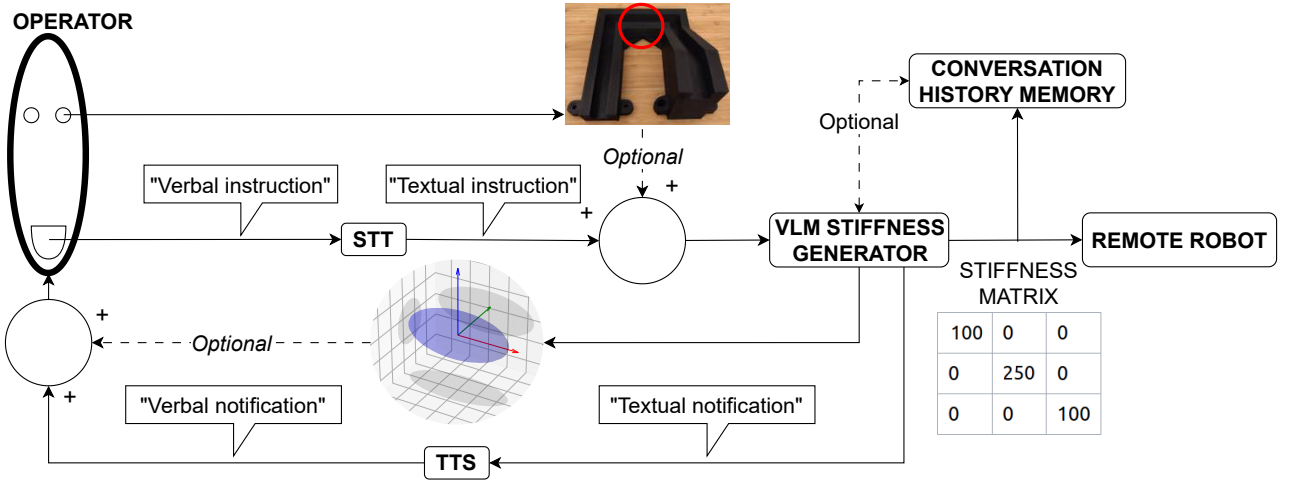 OPERATOR
CONVERSATION
HISTORY MEMORY
Optional
Optional
"Verbal instruction"
"Textual instruction"
+
+
STT
VLM STIFFNESS
GENERATOR
REMOTE ROBOT
STIFFNESS
MATRIX
100 0 0
0 250 0
0 0 100
+
Optional
+
"Verbal notification"
"Textual notification"
TTS